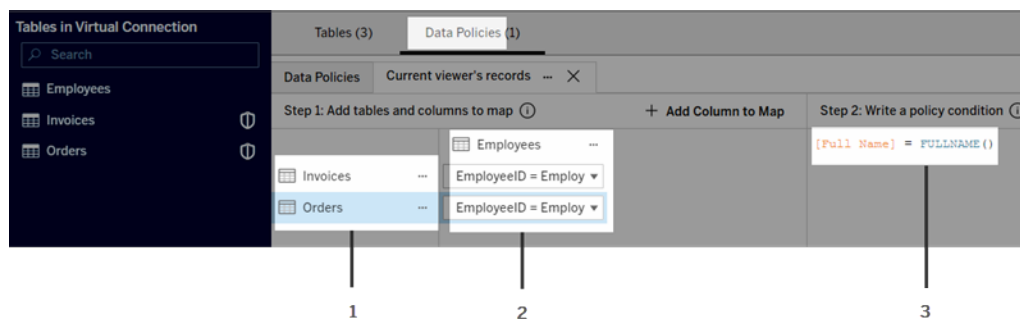 Tables in Virtual Connection
Tables (3)
Data Policies (1)
Search
Data Policies
Current viewer's records
Employees
Step 1: Add tables and columns to map
+ Add Column to Map
Step 2: Write a policy condition
Invoices
Employees
[Full Name] = FULLNAME()
Orders
Invoices
EmployeeID = Employ
Orders
EmployeeID = Employ
1
2
3